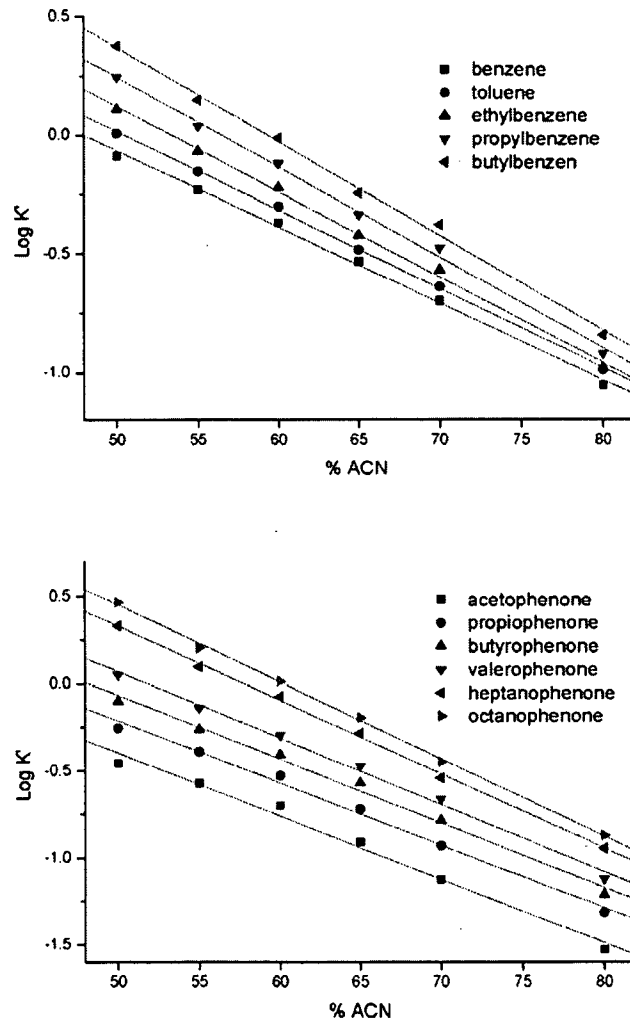 0.5
0.0
-0.5
-1.0
Log K'
benzene
toluene
ethylbenzene
propylbenzene
butylbenzen
50 55 60 65 70 75 80
% ACN
0.5
0.0
-0.5
-1.0
-1.5
Log K'
acetophenone
propiophenone
butyrophenone
valerophenone
heptanophenone
octanophenone
50 55 60 65 70 75 80
% ACN